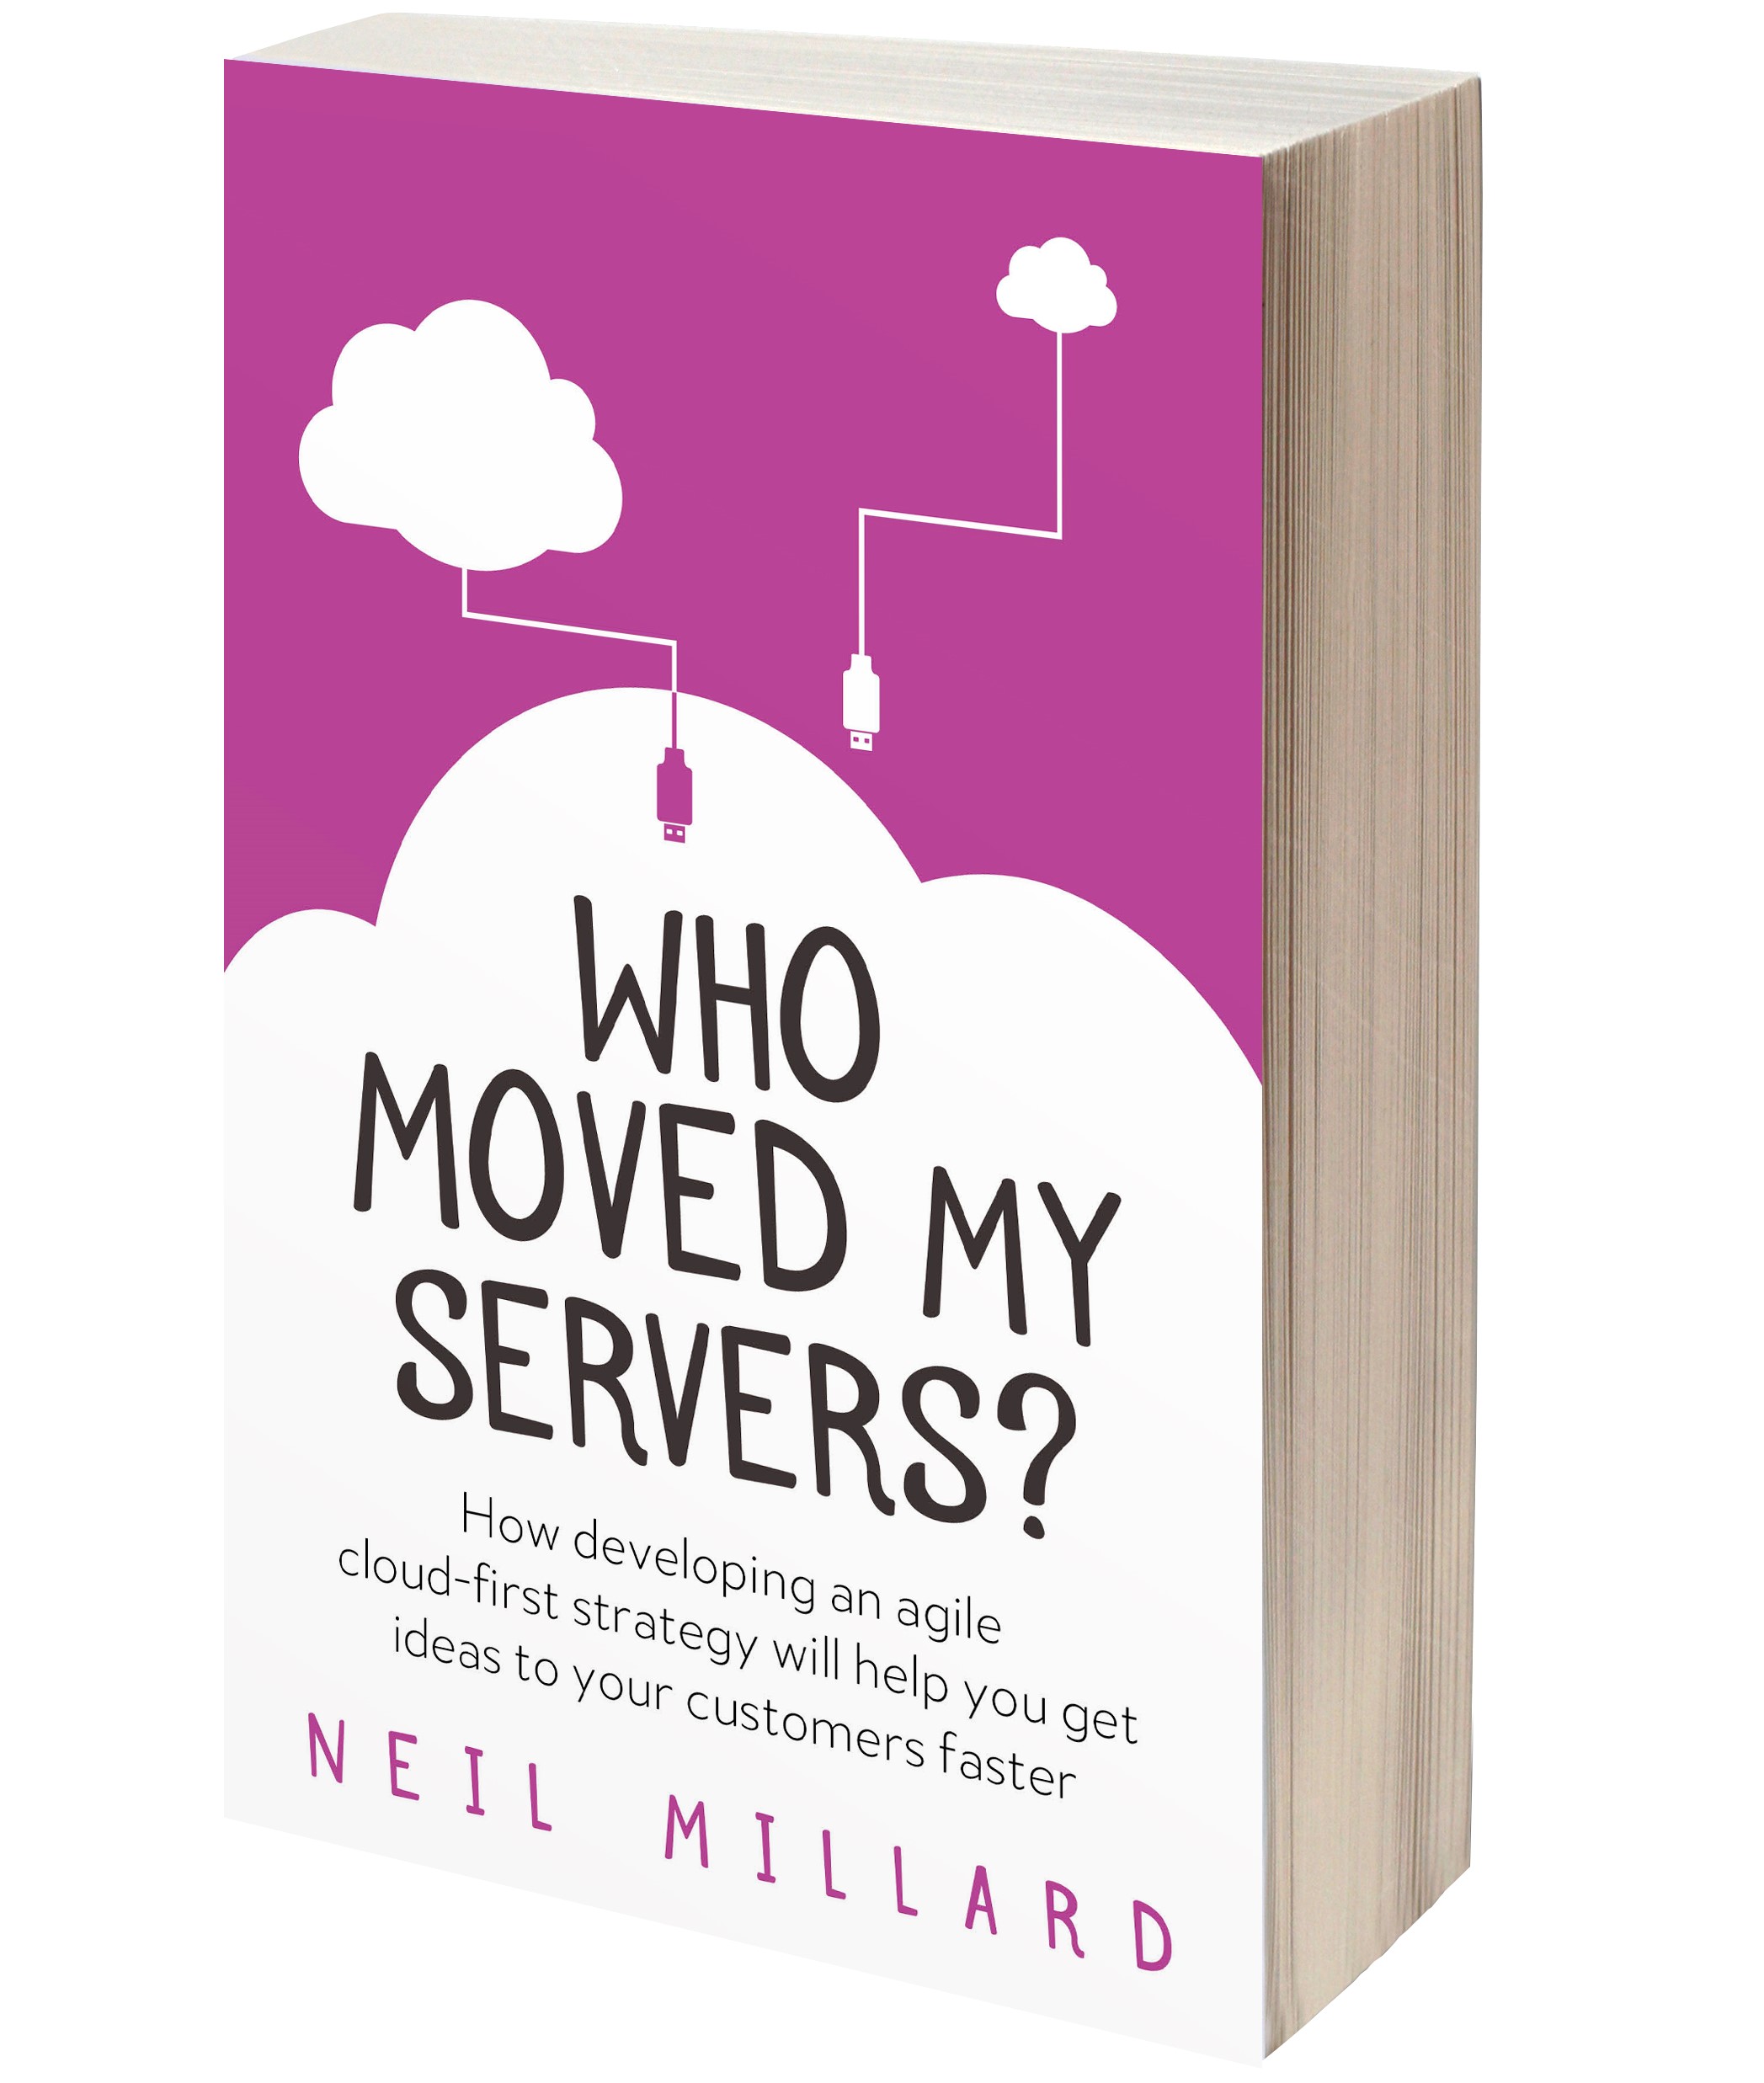 WHO
MOVED MY
SERVERS?
How developing an agile
cloud-first strategy will help you get
ideas to your customers faster
NEIL MILLARD